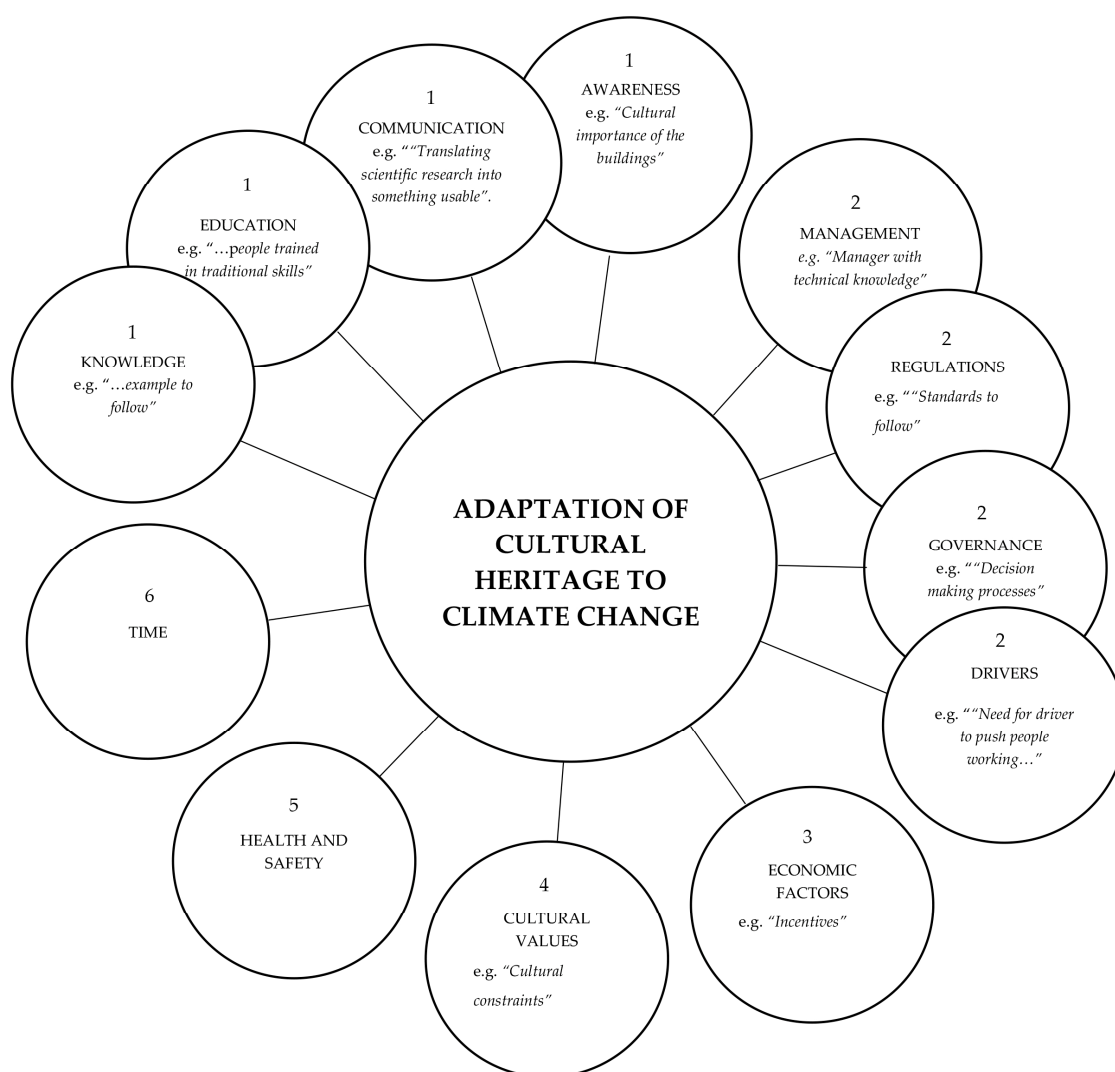 1
AWARENESS
e.g. “Cultural
importance of the
buildings”
1
COMMUNICATION
e.g. ““Translating
scientific research into
something usable”.
1
EDUCATION
e.g. “…people trained
in traditional skills”
1
KNOWLEDGE
e.g. “…example to
follow”
2
MANAGEMENT
e.g. “Manager with
technical knowledge”
2
REGULATIONS
e.g. ““Standards to
follow”
2
GOVERNANCE
e.g. ““Decision
making processes”
2
DRIVERS
e.g. ““Need for driver
to push people
working…”
ADAPTATION OF
CULTURAL
HERITAGE TO
CLIMATE CHANGE
3
ECONOMIC
FACTORS
e.g. “Incentives”
4
CULTURAL
VALUES
e.g. “Cultural
constraints”
5
HEALTH AND
SAFETY
6
TIME